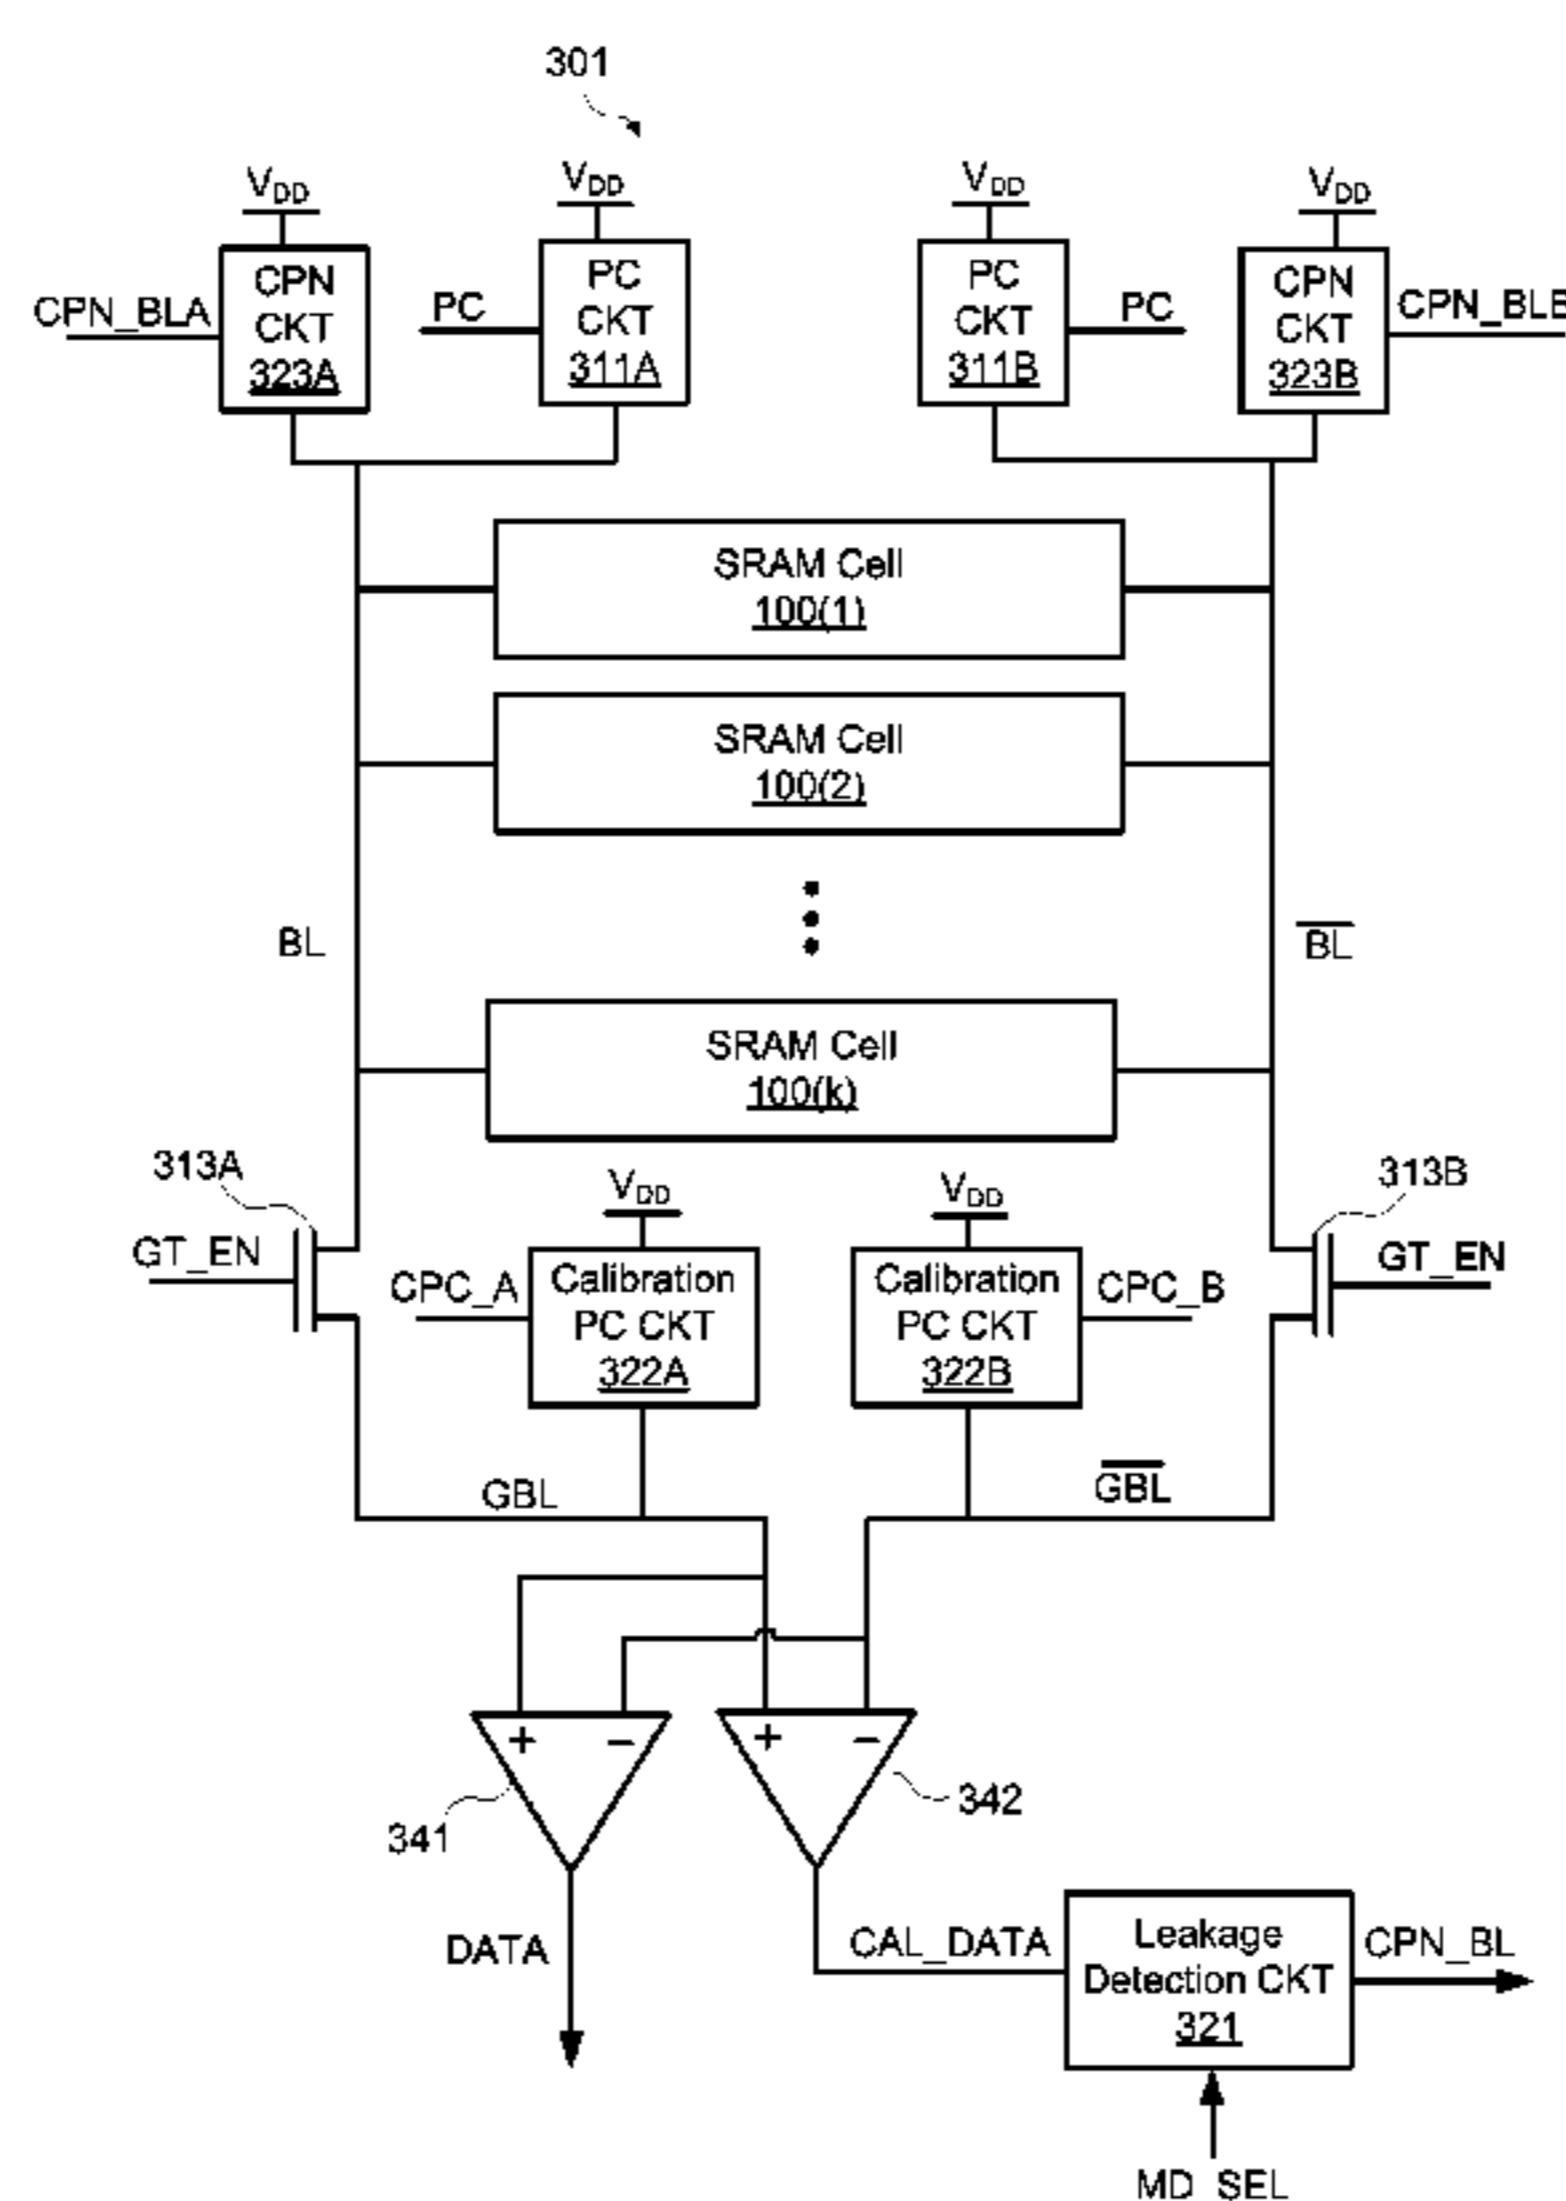 301
VDD
VDD
VDD
VDD
CPN_BLA
CPN
CKT
323A
PC
PC
CKT
311A
PC
CKT
311B
PC
CPN
CKT
323B
CPN_BLB
SRAM Cell
100(1)
SRAM Cell
100(2)
BL
BL
SRAM Cell
100(k)
313A
GT_EN
VDD
CPC_A
Calibration
PC CKT
322A
VDD
Calibration
PC CKT
322B
CPC_B
313B
GT_EN
GBL
GBL
+
−
+
−
341
342
DATA
CAL_DATA
Leakage
Detection CKT
321
CPN_BL
MD_SEL